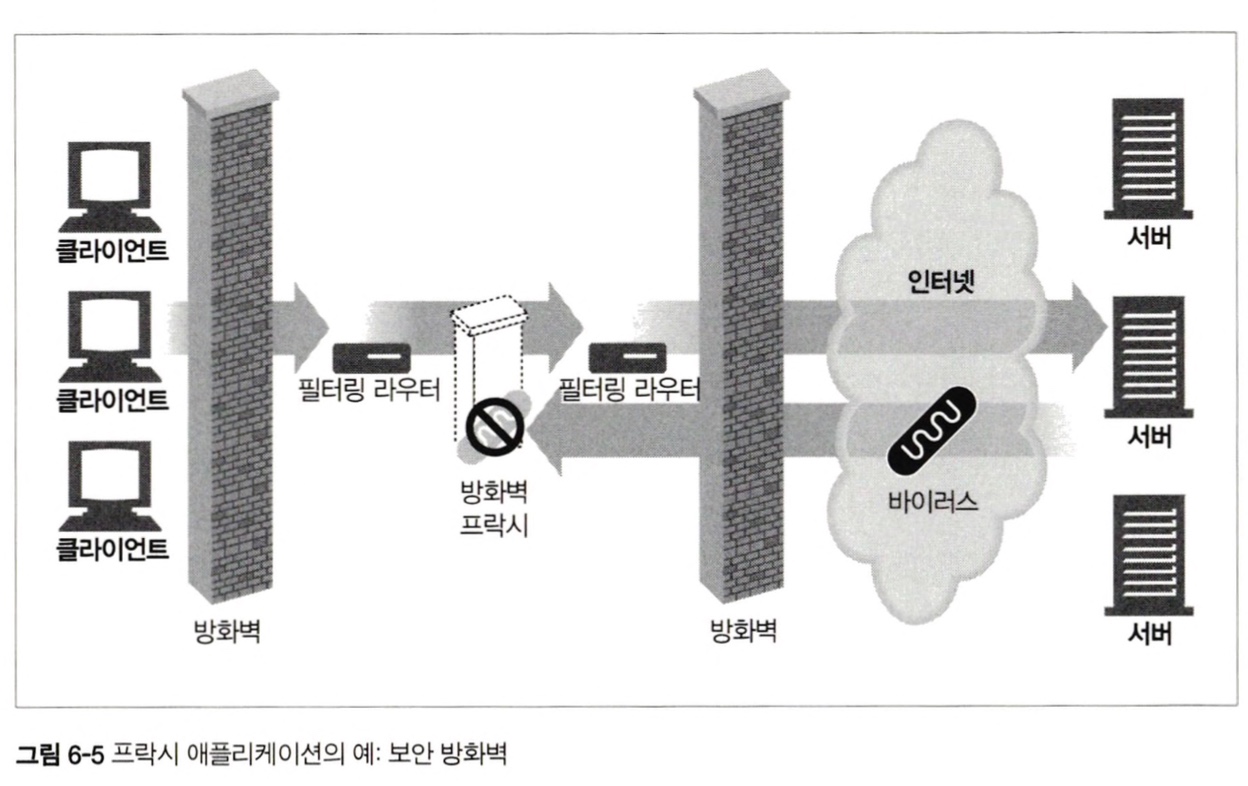 클라이언트
클라이언트
클라이언트
방화벽
필터링 라우터
방화벽
프락시
필터링 라우터
방화벽
인터넷
바이러스
서버
서버
서버
그림 6-5 프락시 애플리케이션의 예: 보안 방화벽